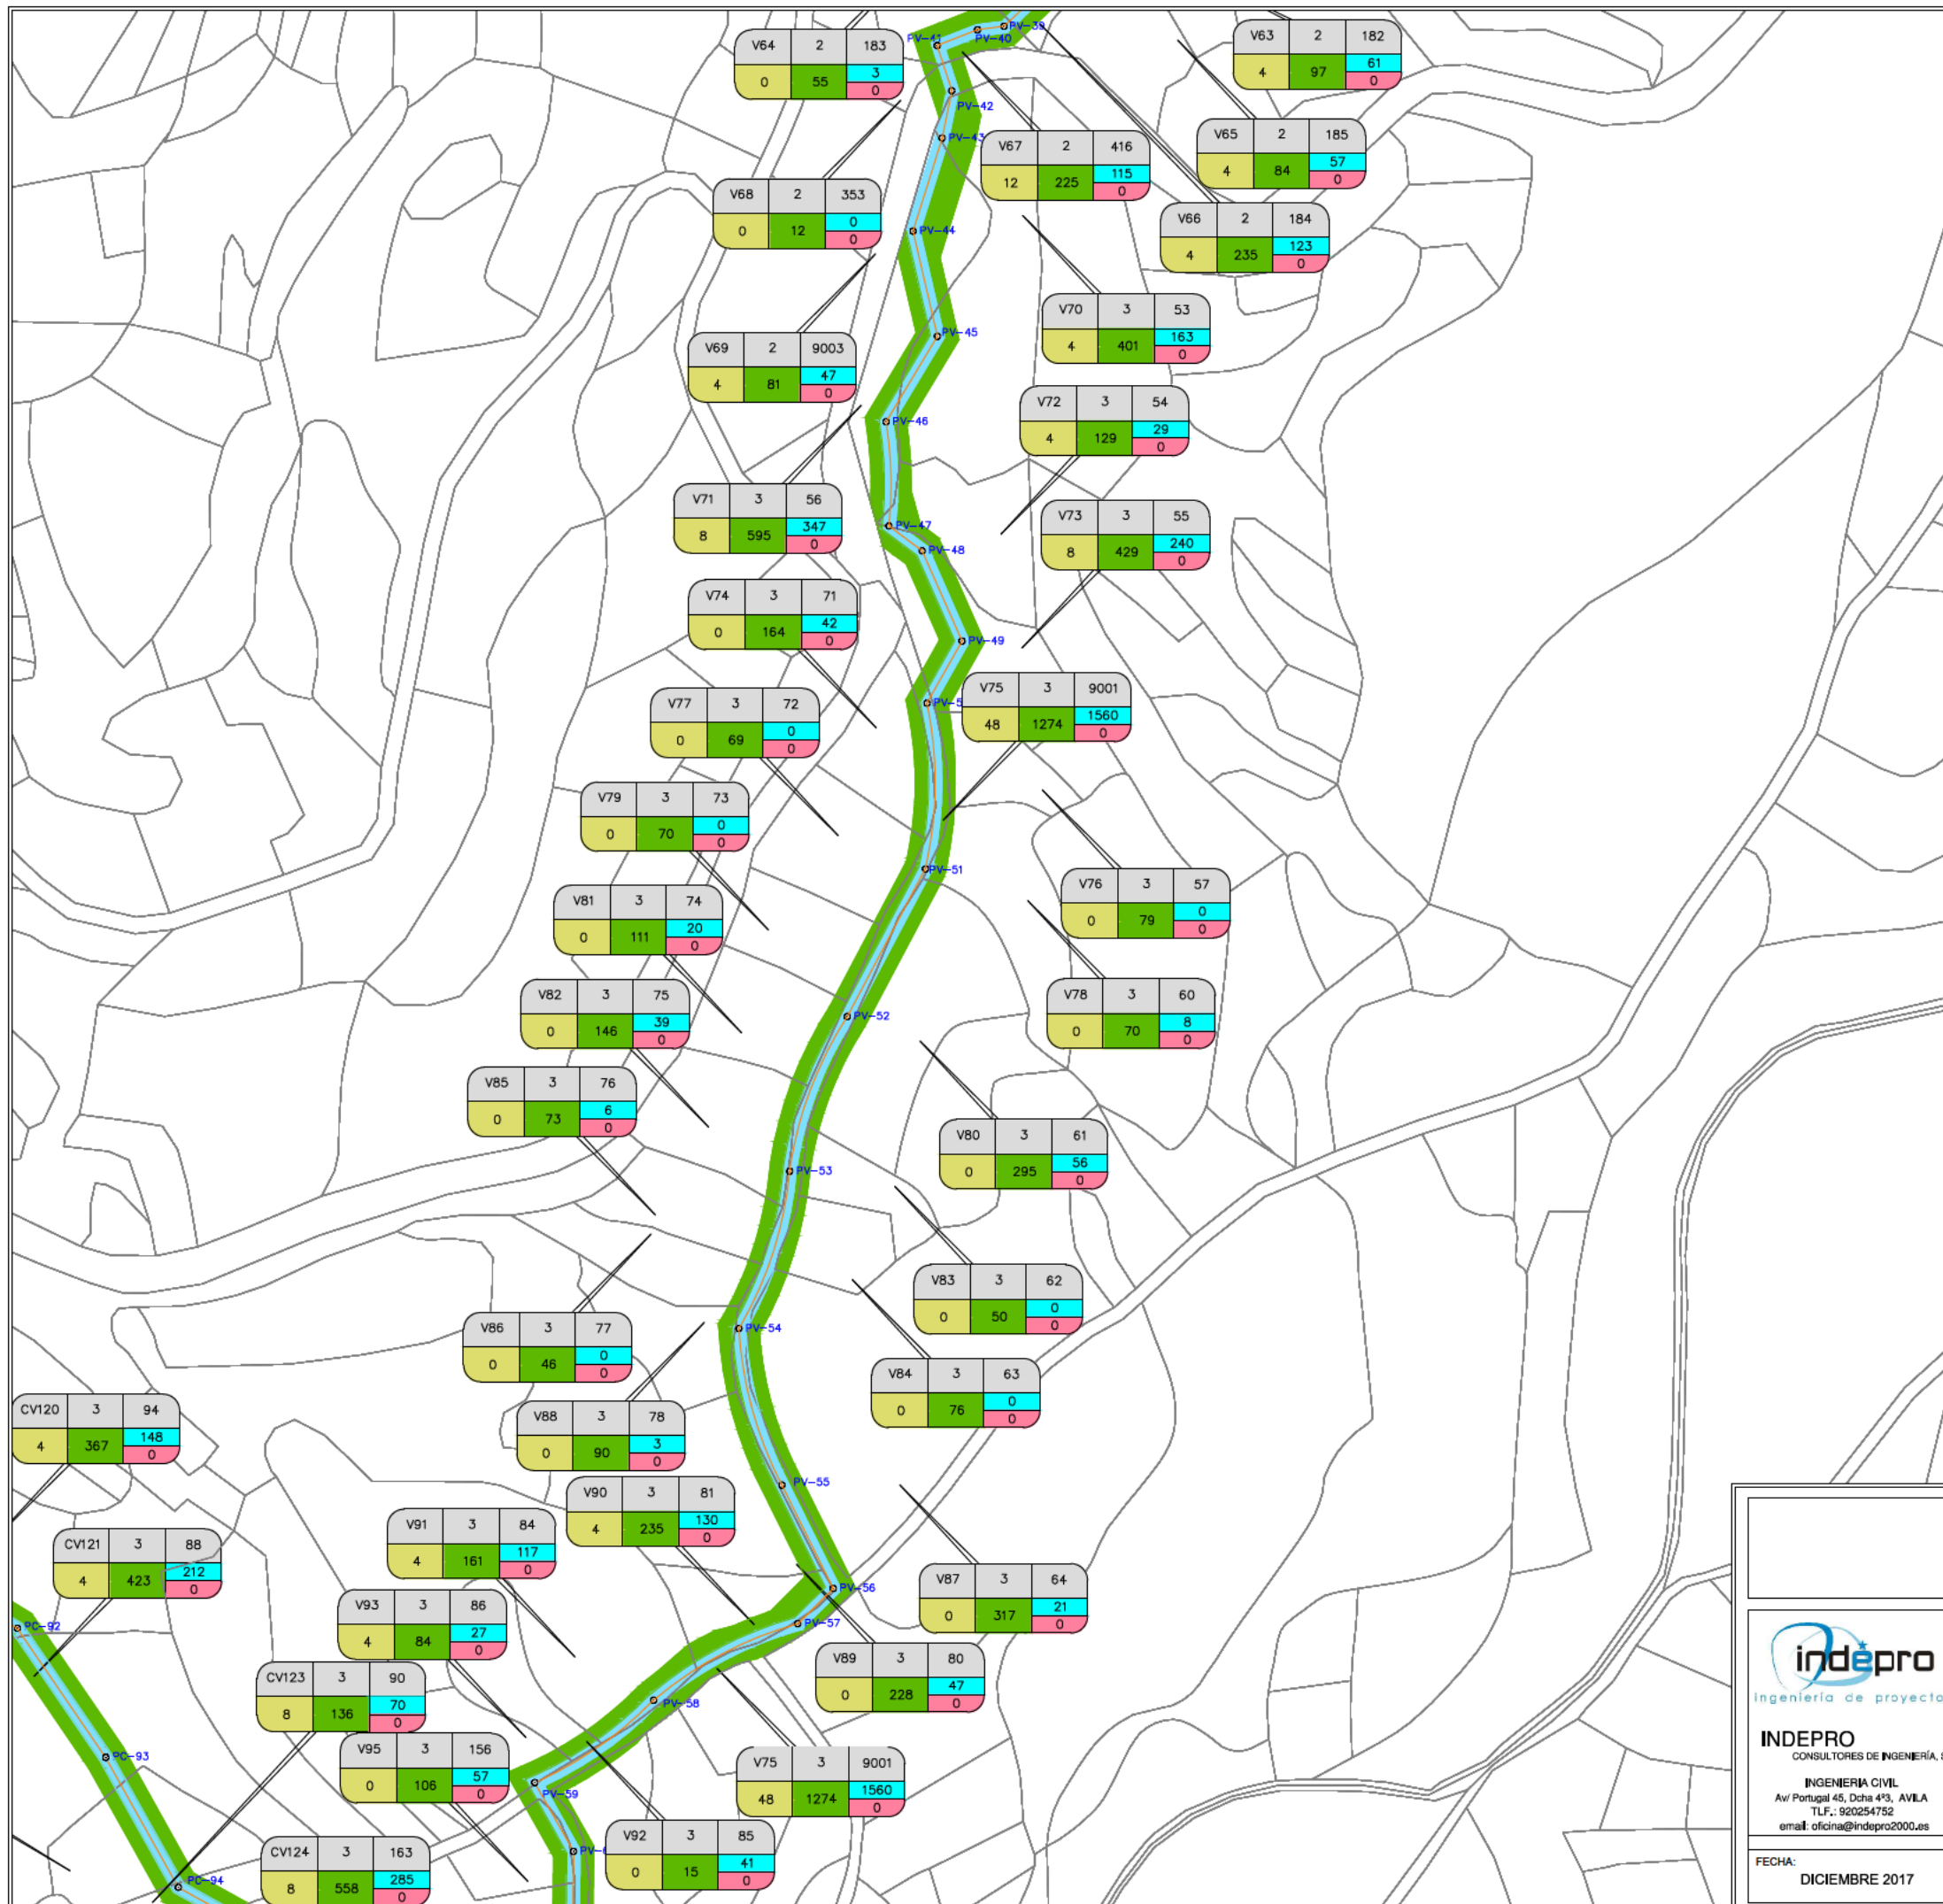 PV-39
PV-40
PV-41
V64 2 183
0 55 3
0
V63 2 182
4 97 61
0
PV-42
PV-43
V67 2 416
12 225 115
0
V65 2 185
4 84 57
0
V68 2 353
0 12 0
0
V66 2 184
4 235 123
0
PV-44
V70 3 53
4 401 163
0
V69 2 9003
4 81 47
0
PV-45
V72 3 54
4 129 29
0
PV-46
V71 3 56
8 595 347
0
V73 3 55
8 429 240
0
PV-47
PV-48
V74 3 71
0 164 42
0
PV-49
V77 3 72
0 69 0
0
V75 3 9001
48 1274 1560
0
V79 3 73
0 70 0
0
PV-51
V76 3 57
0 79 0
0
V81 3 74
0 111 20
0
V82 3 75
0 146 39
0
V78 3 60
0 70 8
0
PV-52
V85 3 76
0 73 6
0
V80 3 61
0 295 56
0
PV-53
V83 3 62
0 50 0
0
V86 3 77
0 46 0
0
PV-54
V84 3 63
0 76 0
0
CV120 3 94
4 367 148
0
V88 3 78
0 90 3
0
V90 3 81
4 235 130
0
PV-55
V91 3 84
4 161 117
0
CV121 3 88
4 423 212
0
V87 3 64
0 317 21
0
PV-56
PV-57
V93 3 86
4 84 27
0
PC-92
V89 3 80
0 228 47
0
CV123 3 90
8 136 70
0
PV-58
V95 3 156
0 106 57
0
PC-93
V75 3 9001
48 1274 1560
0
PV-59
V92 3 85
0 15 41
0
CV124 3 163
8 558 285
0
PC-94
indepro
ingeniería de proyecto
INDEPRO
CONSULTORES DE INGENIERÍA,
INGENIERIA CIVIL
Av/ Portugal 45, Dcha 4º3, AVILA
TLF.: 920254752
email: oficina@indepro2000.es
FECHA:
DICIEMBRE 2017